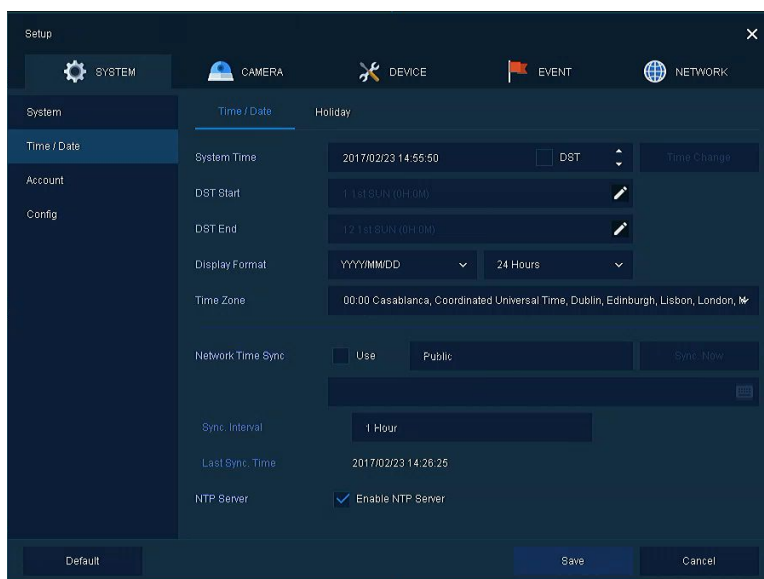 Setup
SYSTEM CAMERA DEVICE EVENT NETWORK
System
Time / Date
Account
Config
Time / Date Holiday
System Time 2017/02/23 14:55:50 DST Time Change
DST Start 1 1st SUN (0H 0M)
DST End 12 1st SUN (0H 0M)
Display Format YYYY/MM/DD 24 Hours
Time Zone 00:00 Casablanca, Coordinated Universal Time, Dublin, Edinburgh, Lisbon, London,
Network Time Sync Use Public Sync. Now
Sync. Interval 1 Hour
Last Sync. Time 2017/02/23 14:26:25
NTP Server Enable NTP Server
Default Save Cancel